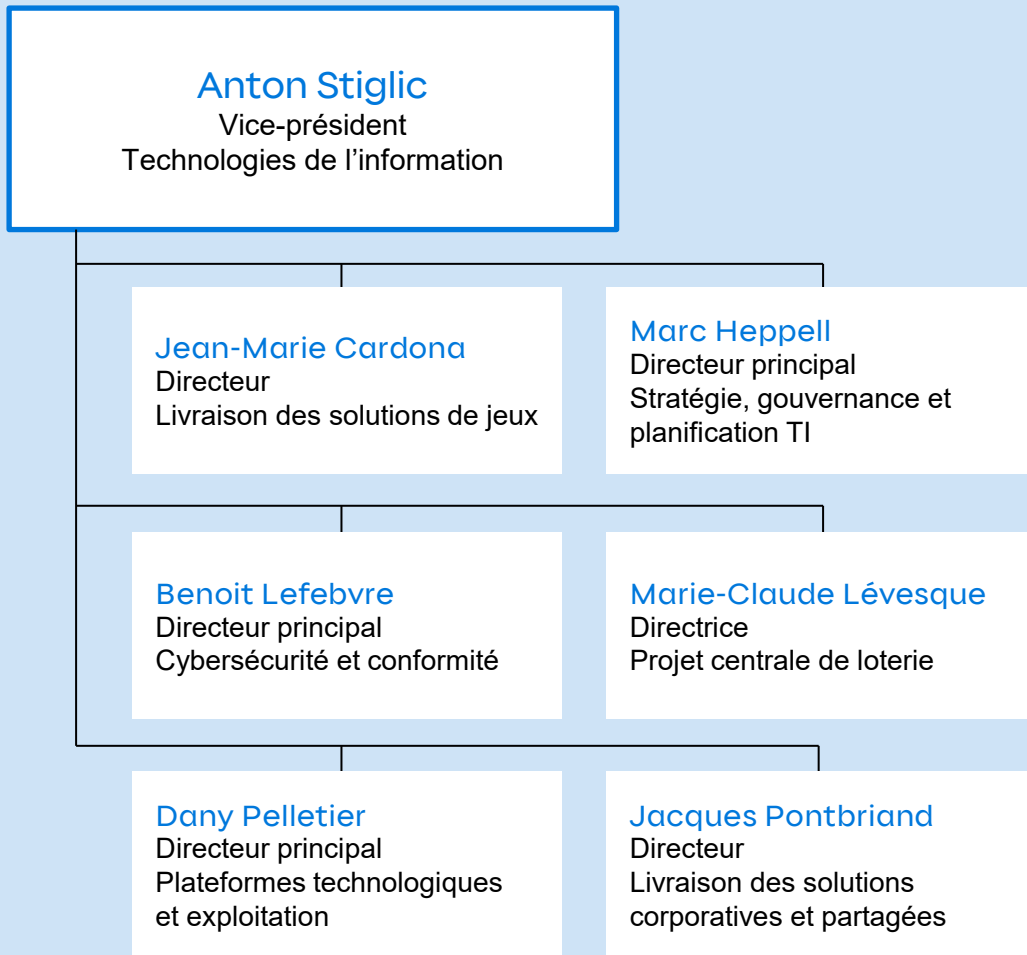 Anton Stiglic
Vice-président
Technologies de l'information
Jean-Marie Cardona
Directeur
Livraison des solutions de jeux
Marc Heppell
Directeur principal
Stratégie, gouvernance et
planification TI
Benoit Lefebvre
Directeur principal
Cybersécurité et conformité
Marie-Claude Lévesque
Directrice
Projet centrale de loterie
Dany Pelletier
Directeur principal
Plateformes technologiques
et exploitation
Jacques Pontbriand
Directeur
Livraison des solutions
corporatives et partagées